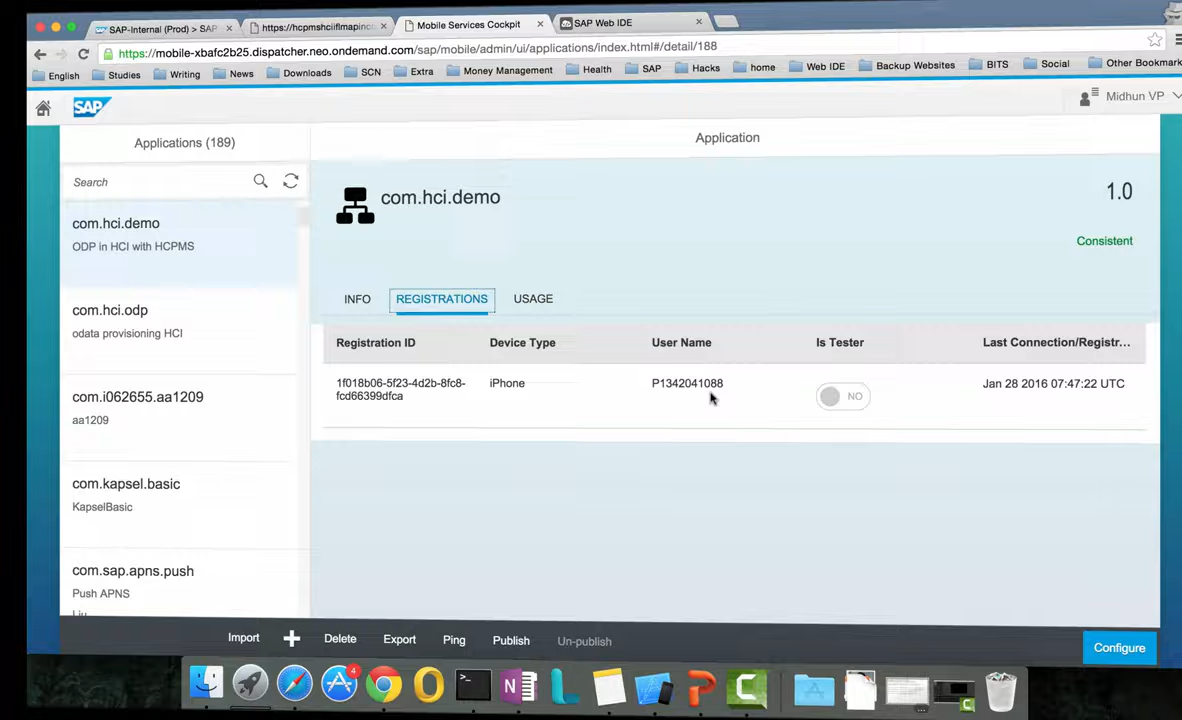 SAP-Internal (Prod) > SAP
https://hcpmshciiflmapinc
Mobile Services Cockpit
SAP Web IDE
https://mobile-xbafc2b25.dispatcher.neo.ondemand.com/sap/mobile/admin/ui/applications/index.html#/detail/188
English
Studies
Writing
News
Downloads
SCN
Extra
Money Management
Health
SAP
Hacks
home
Web IDE
Backup Websites
BITS
Social
Other Bookmark
SAP
Midhun VP
Applications (189)
Application
Search
com.hci.demo
ODP in HCI with HCPMS
com.hci.odp
odata provisioning HCI
com.i062655.aa1209
aa1209
com.kapsel.basic
KapselBasic
com.sap.apns.push
Push APNS
com.hci.demo
1.0
Consistent
INFO
REGISTRATIONS
USAGE
Registration ID
Device Type
User Name
Is Tester
Last Connection/Registr...
1f018b06-5f23-4d2b-8fc8-
fcd66399dfca
iPhone
P1342041088
NO
Jan 28 2016 07:47:22 UTC
Import
Delete
Export
Ping
Publish
Un-publish
Configure
4